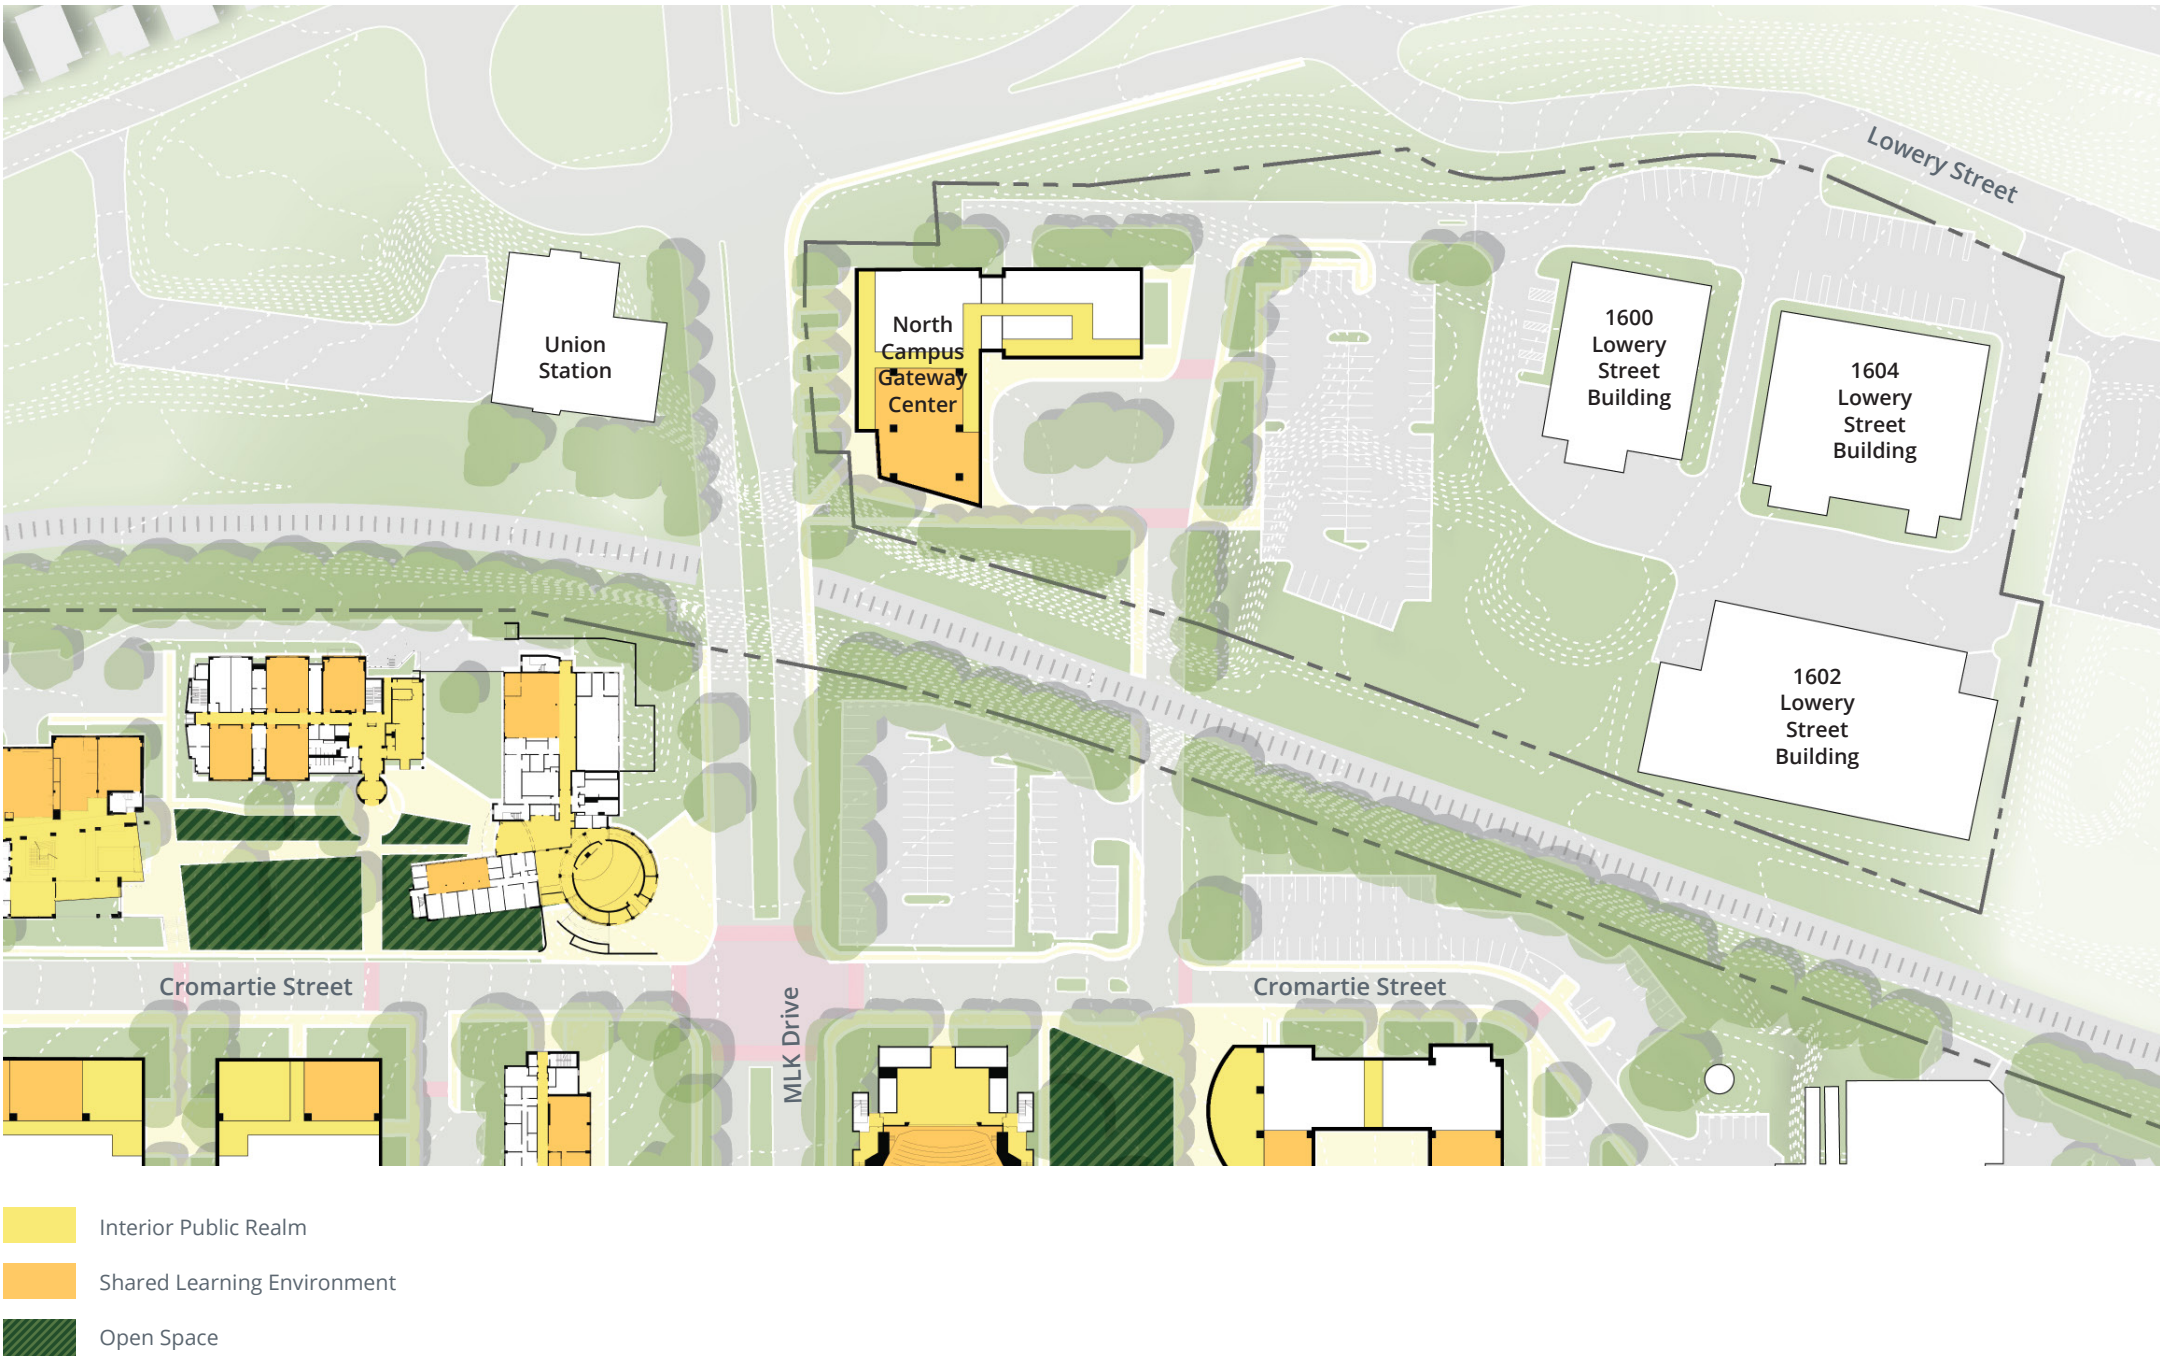 Lowery Street
Union
Station
North
Campus
Gateway
Center
1600
Lowery
Street
Building
1604
Lowery
Street
Building
1602
Lowery
Street
Building
Cromartie Street
MLK Drive
Cromartie Street
Interior Public Realm
Shared Learning Environment
Open Space